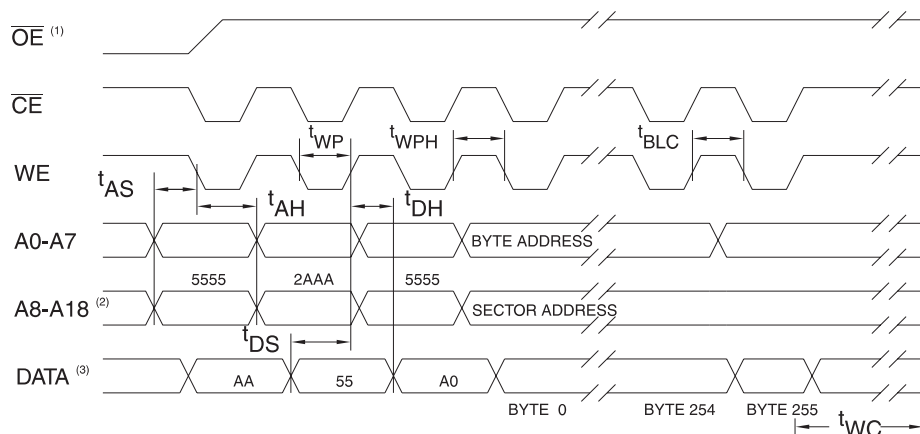 OE (1)
CE
tWP tWPH tBLC
WE
tAS tAH tDH
A0-A7 BYTE ADDRESS
5555 2AAA 5555
A8-A18 (2) SECTOR ADDRESS
tDS
DATA (3) AA 55 A0
BYTE 0 BYTE 254 BYTE 255
tWC